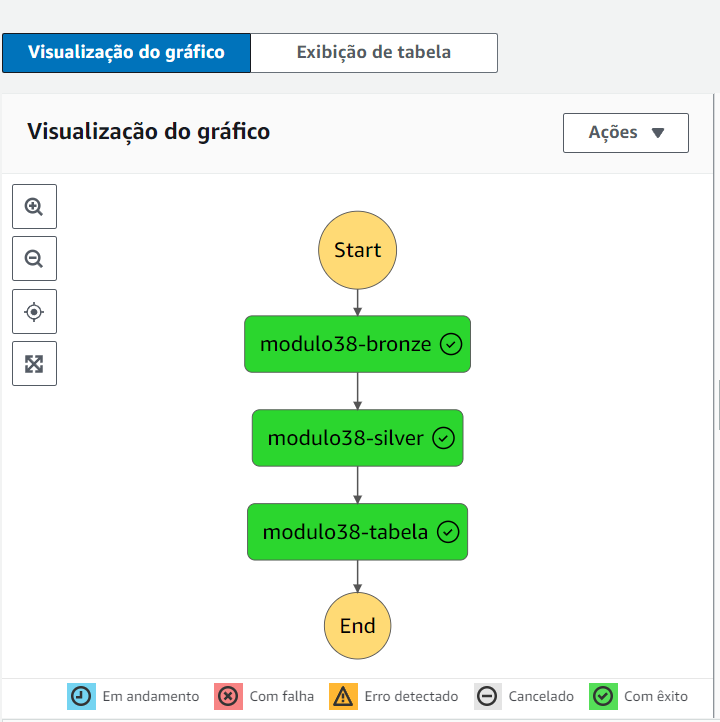 Visualização do gráfico
Exibição de tabela
Visualização do gráfico
Ações
Start
modulo38-bronze
modulo38-silver
modulo38-tabela
End
Em andamento
Com falha
Erro detectado
Cancelado
Com êxito